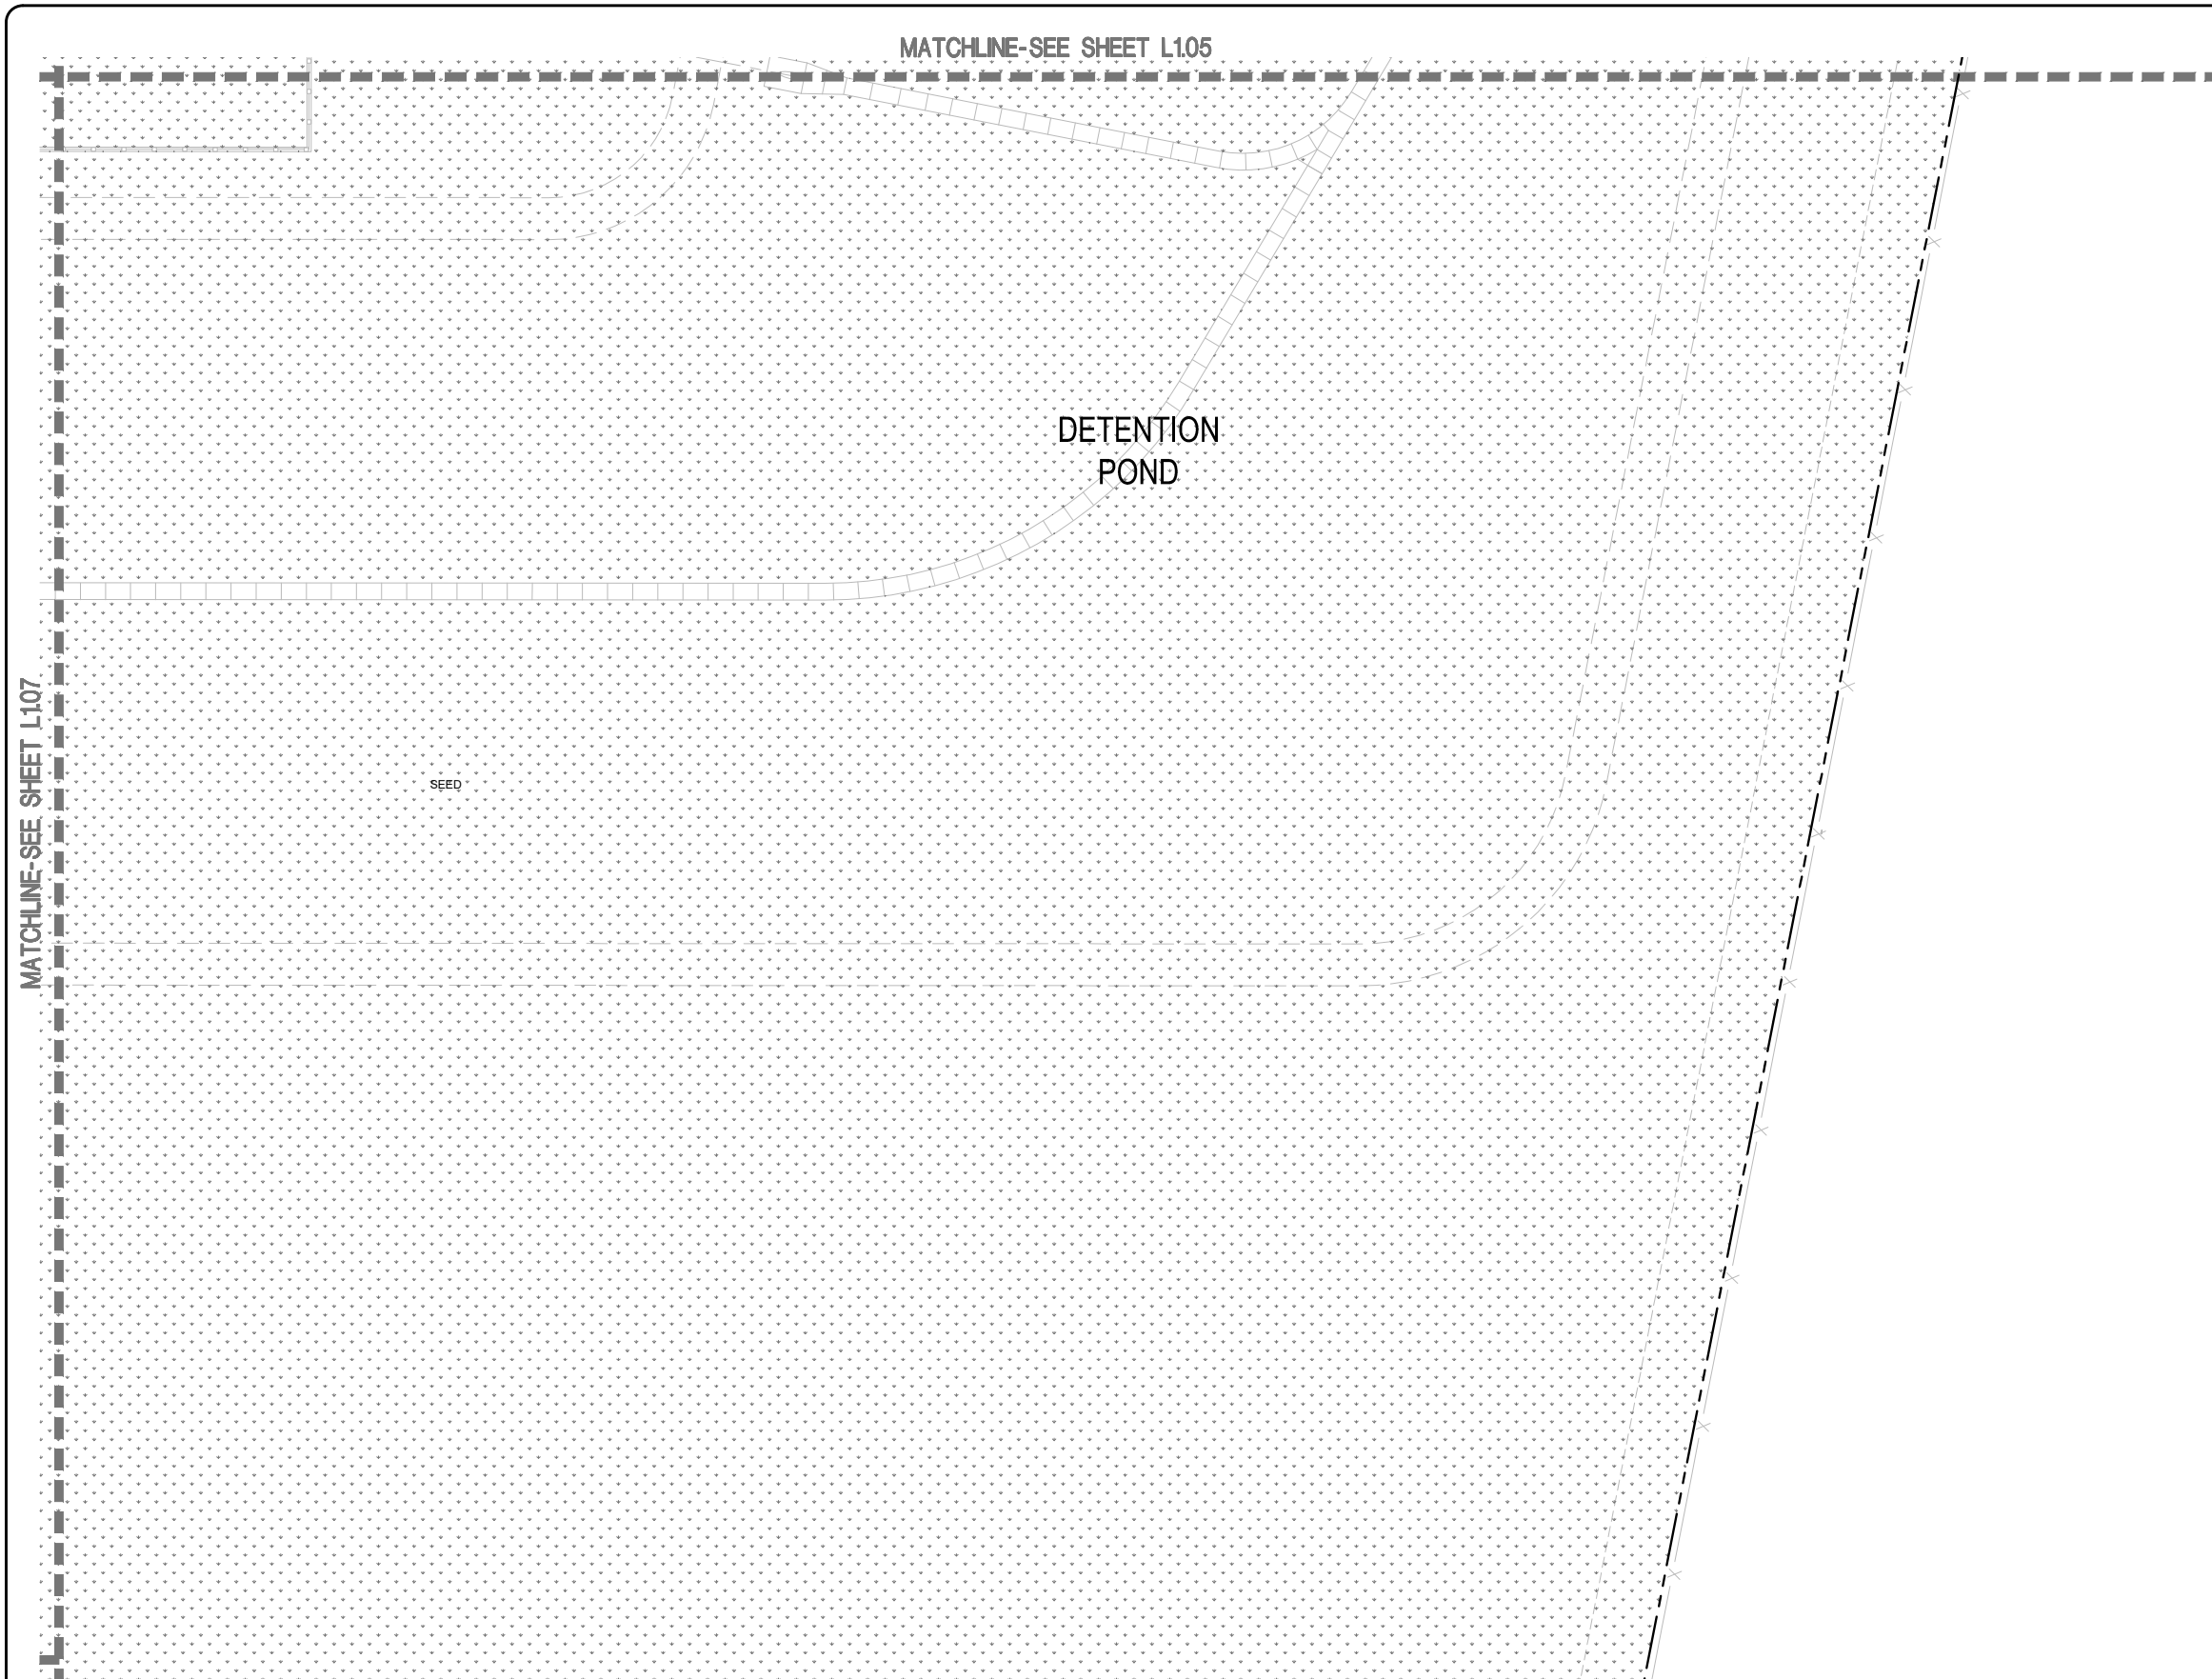 MATCHLINE-SEE SHEET L1.05
DETENTION
POND
MATCHLINE-SEE SHEET L1.07
SEED